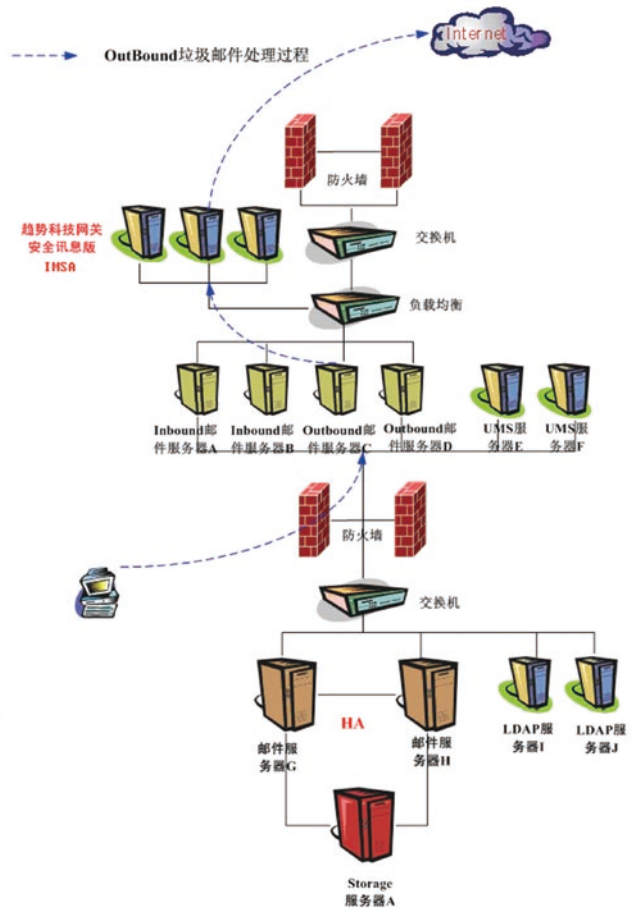 Internet
OutBound垃圾邮件处理过程
防火墙
趋势科技网关
安全讯息版
IMSA
交换机
负载均衡
Inbound邮
件服务器A
Inbound邮
件服务器B
Outbound邮
件服务器C
Outbound邮
件服务器D
UMS服
务器E
UMS服
务器F
防火墙
交换机
HA
邮件服
务器G
邮件服
务器H
LDAP服
务器I
LDAP服
务器J
Storage
服务器A